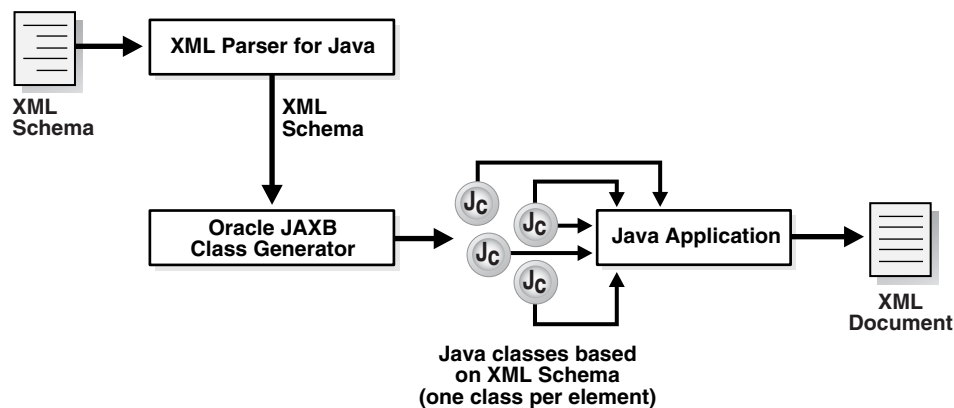 XML Parser for Java
XML
Schema
XML
Schema
Oracle JAXB
Class Generator
Jc
Jc
Jc
Jc
Java Application
XML
Document
Java classes based
on XML Schema
(one class per element)